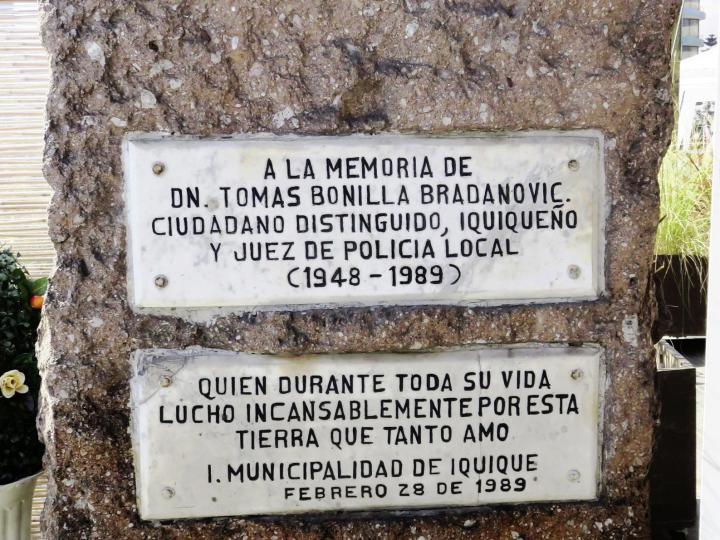 A LA MEMORIA DE
DN. TOMAS BONILLA BRADANOVIC.
CIUDADANO DISTINGUIDO, IQUIQUEÑO
Y JUEZ DE POLICIA LOCAL
(1948 - 1989)
QUIEN DURANTE TODA SU VIDA
LUCHO INCANSABLEMENTE POR ESTA
TIERRA QUE TANTO AMO
I. MUNICIPALIDAD DE IQUIQUE
FEBRERO 28 DE 1989